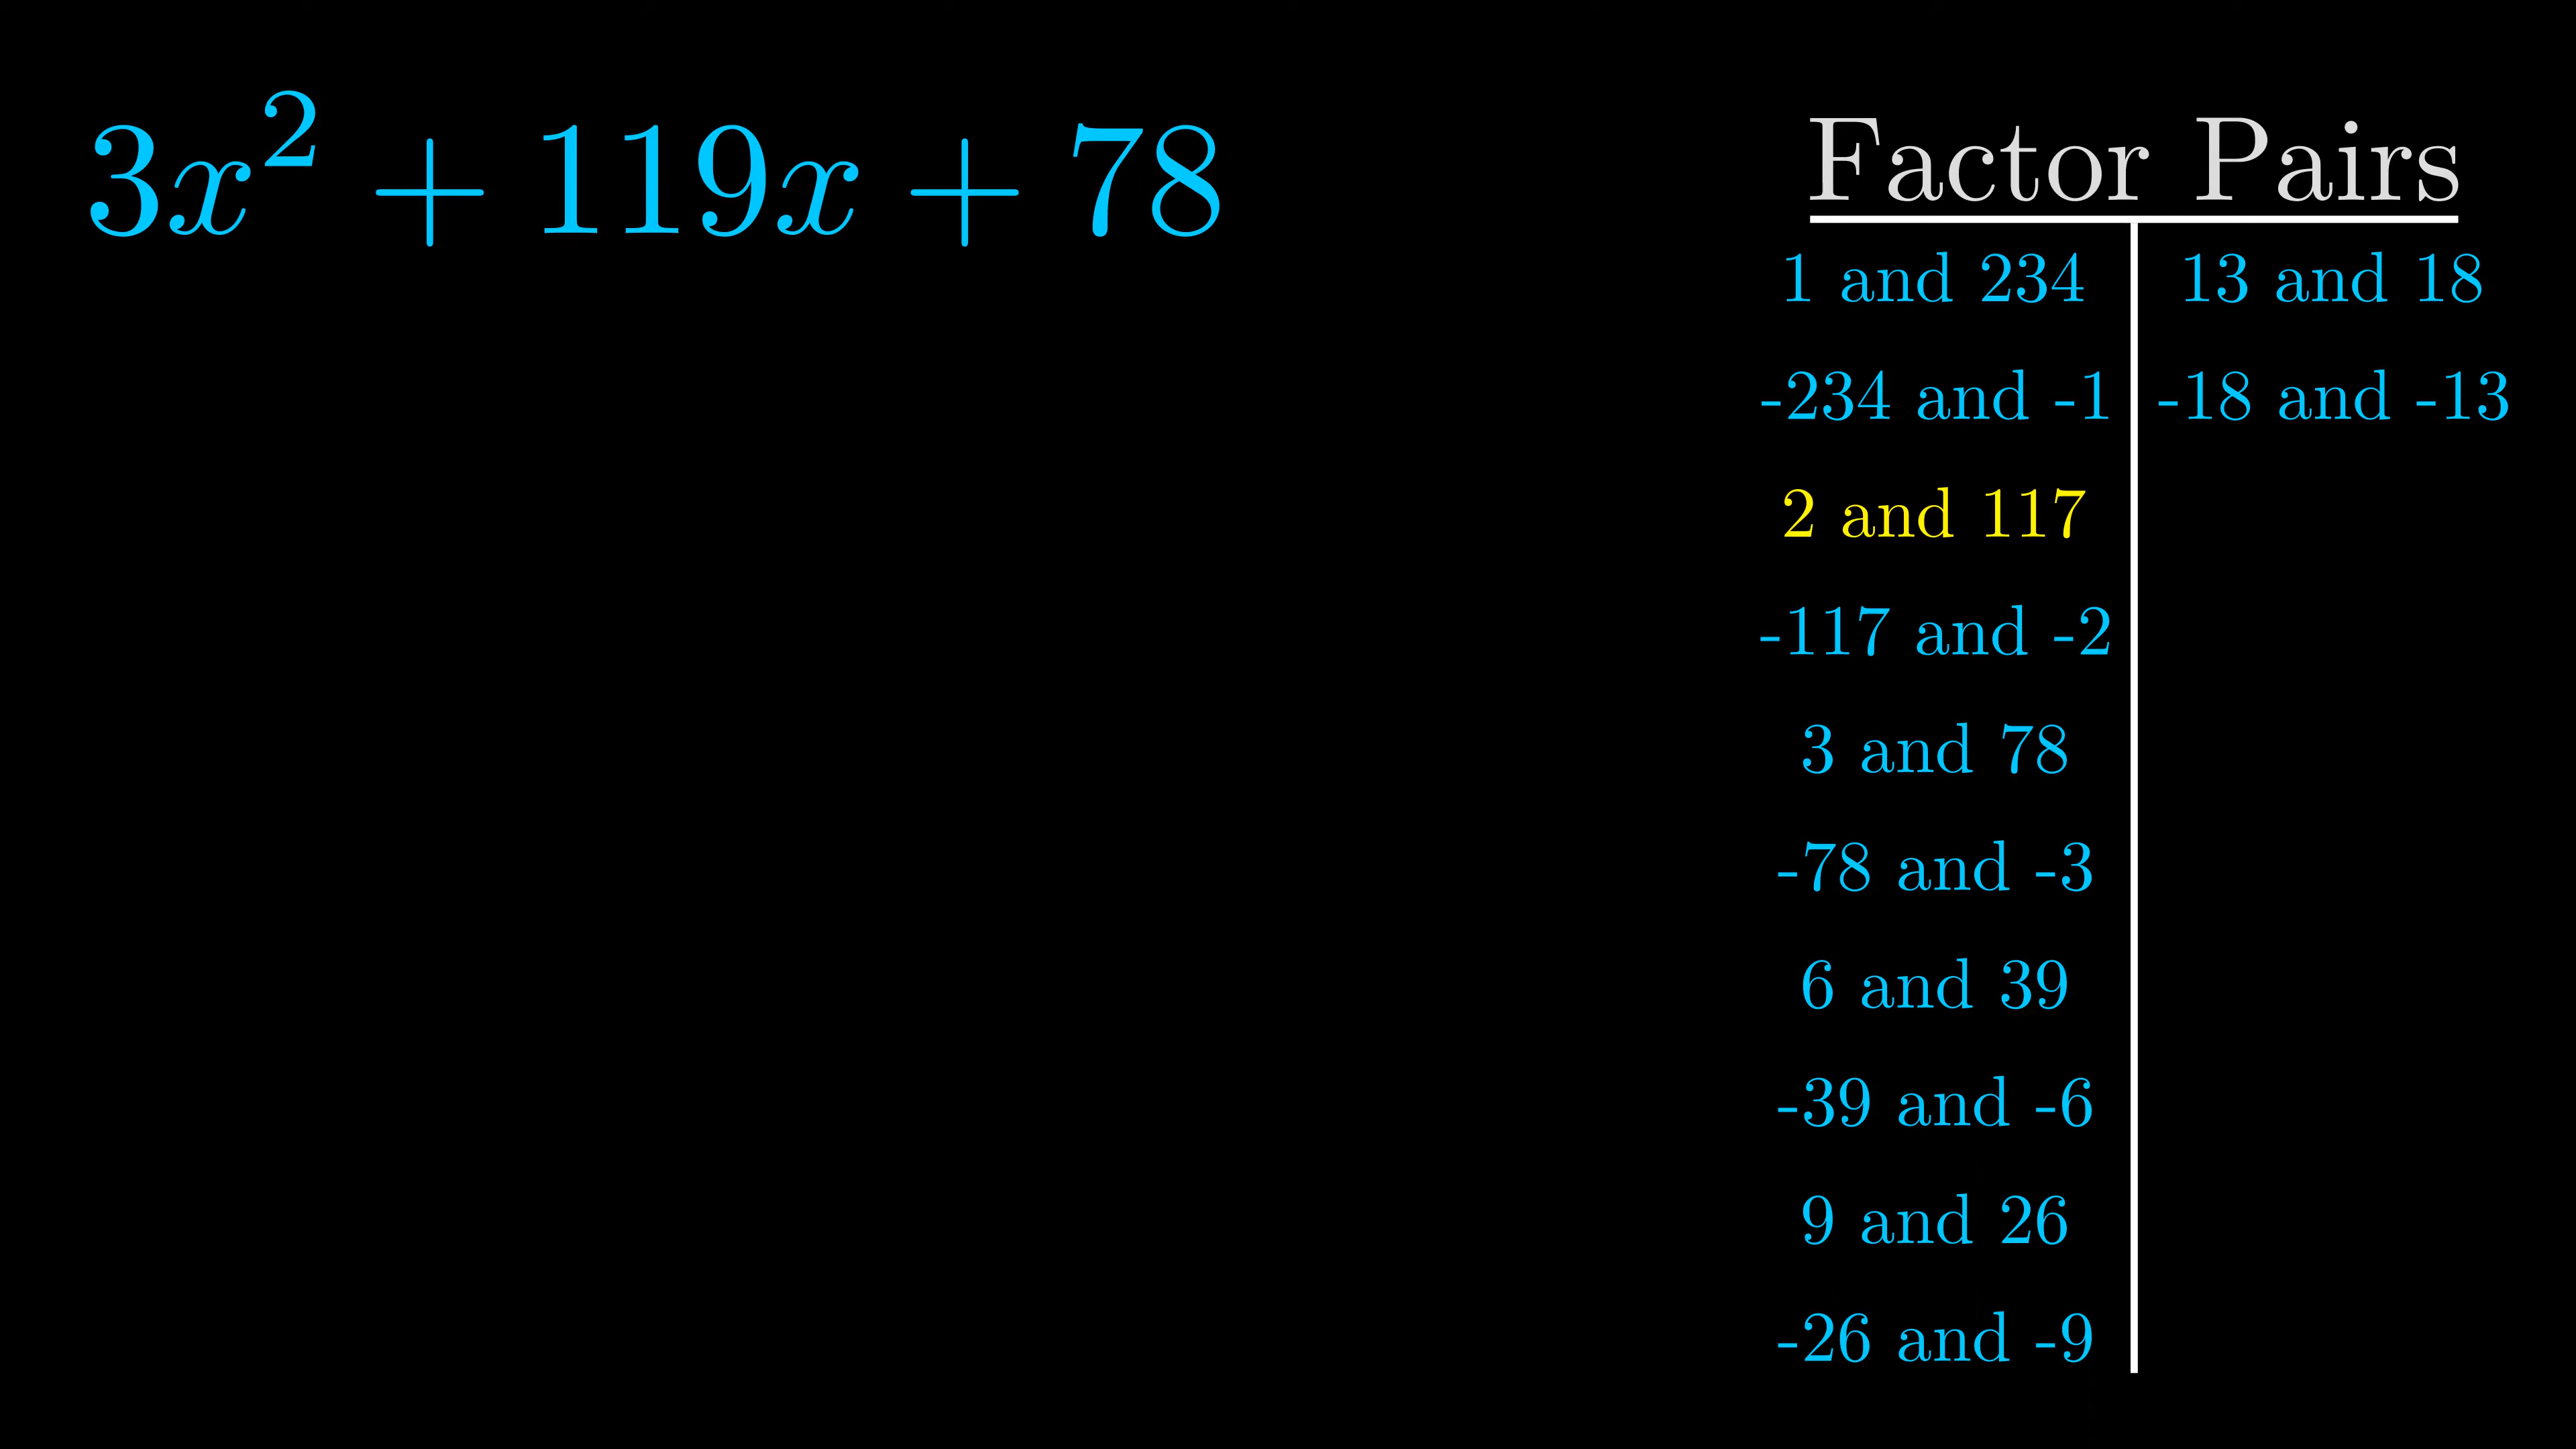 3x² + 119x + 78
Factor Pairs
1 and 234
-234 and -1
2 and 117
-117 and -2
3 and 78
-78 and -3
6 and 39
-39 and -6
9 and 26
-26 and -9
13 and 18
-18 and -13